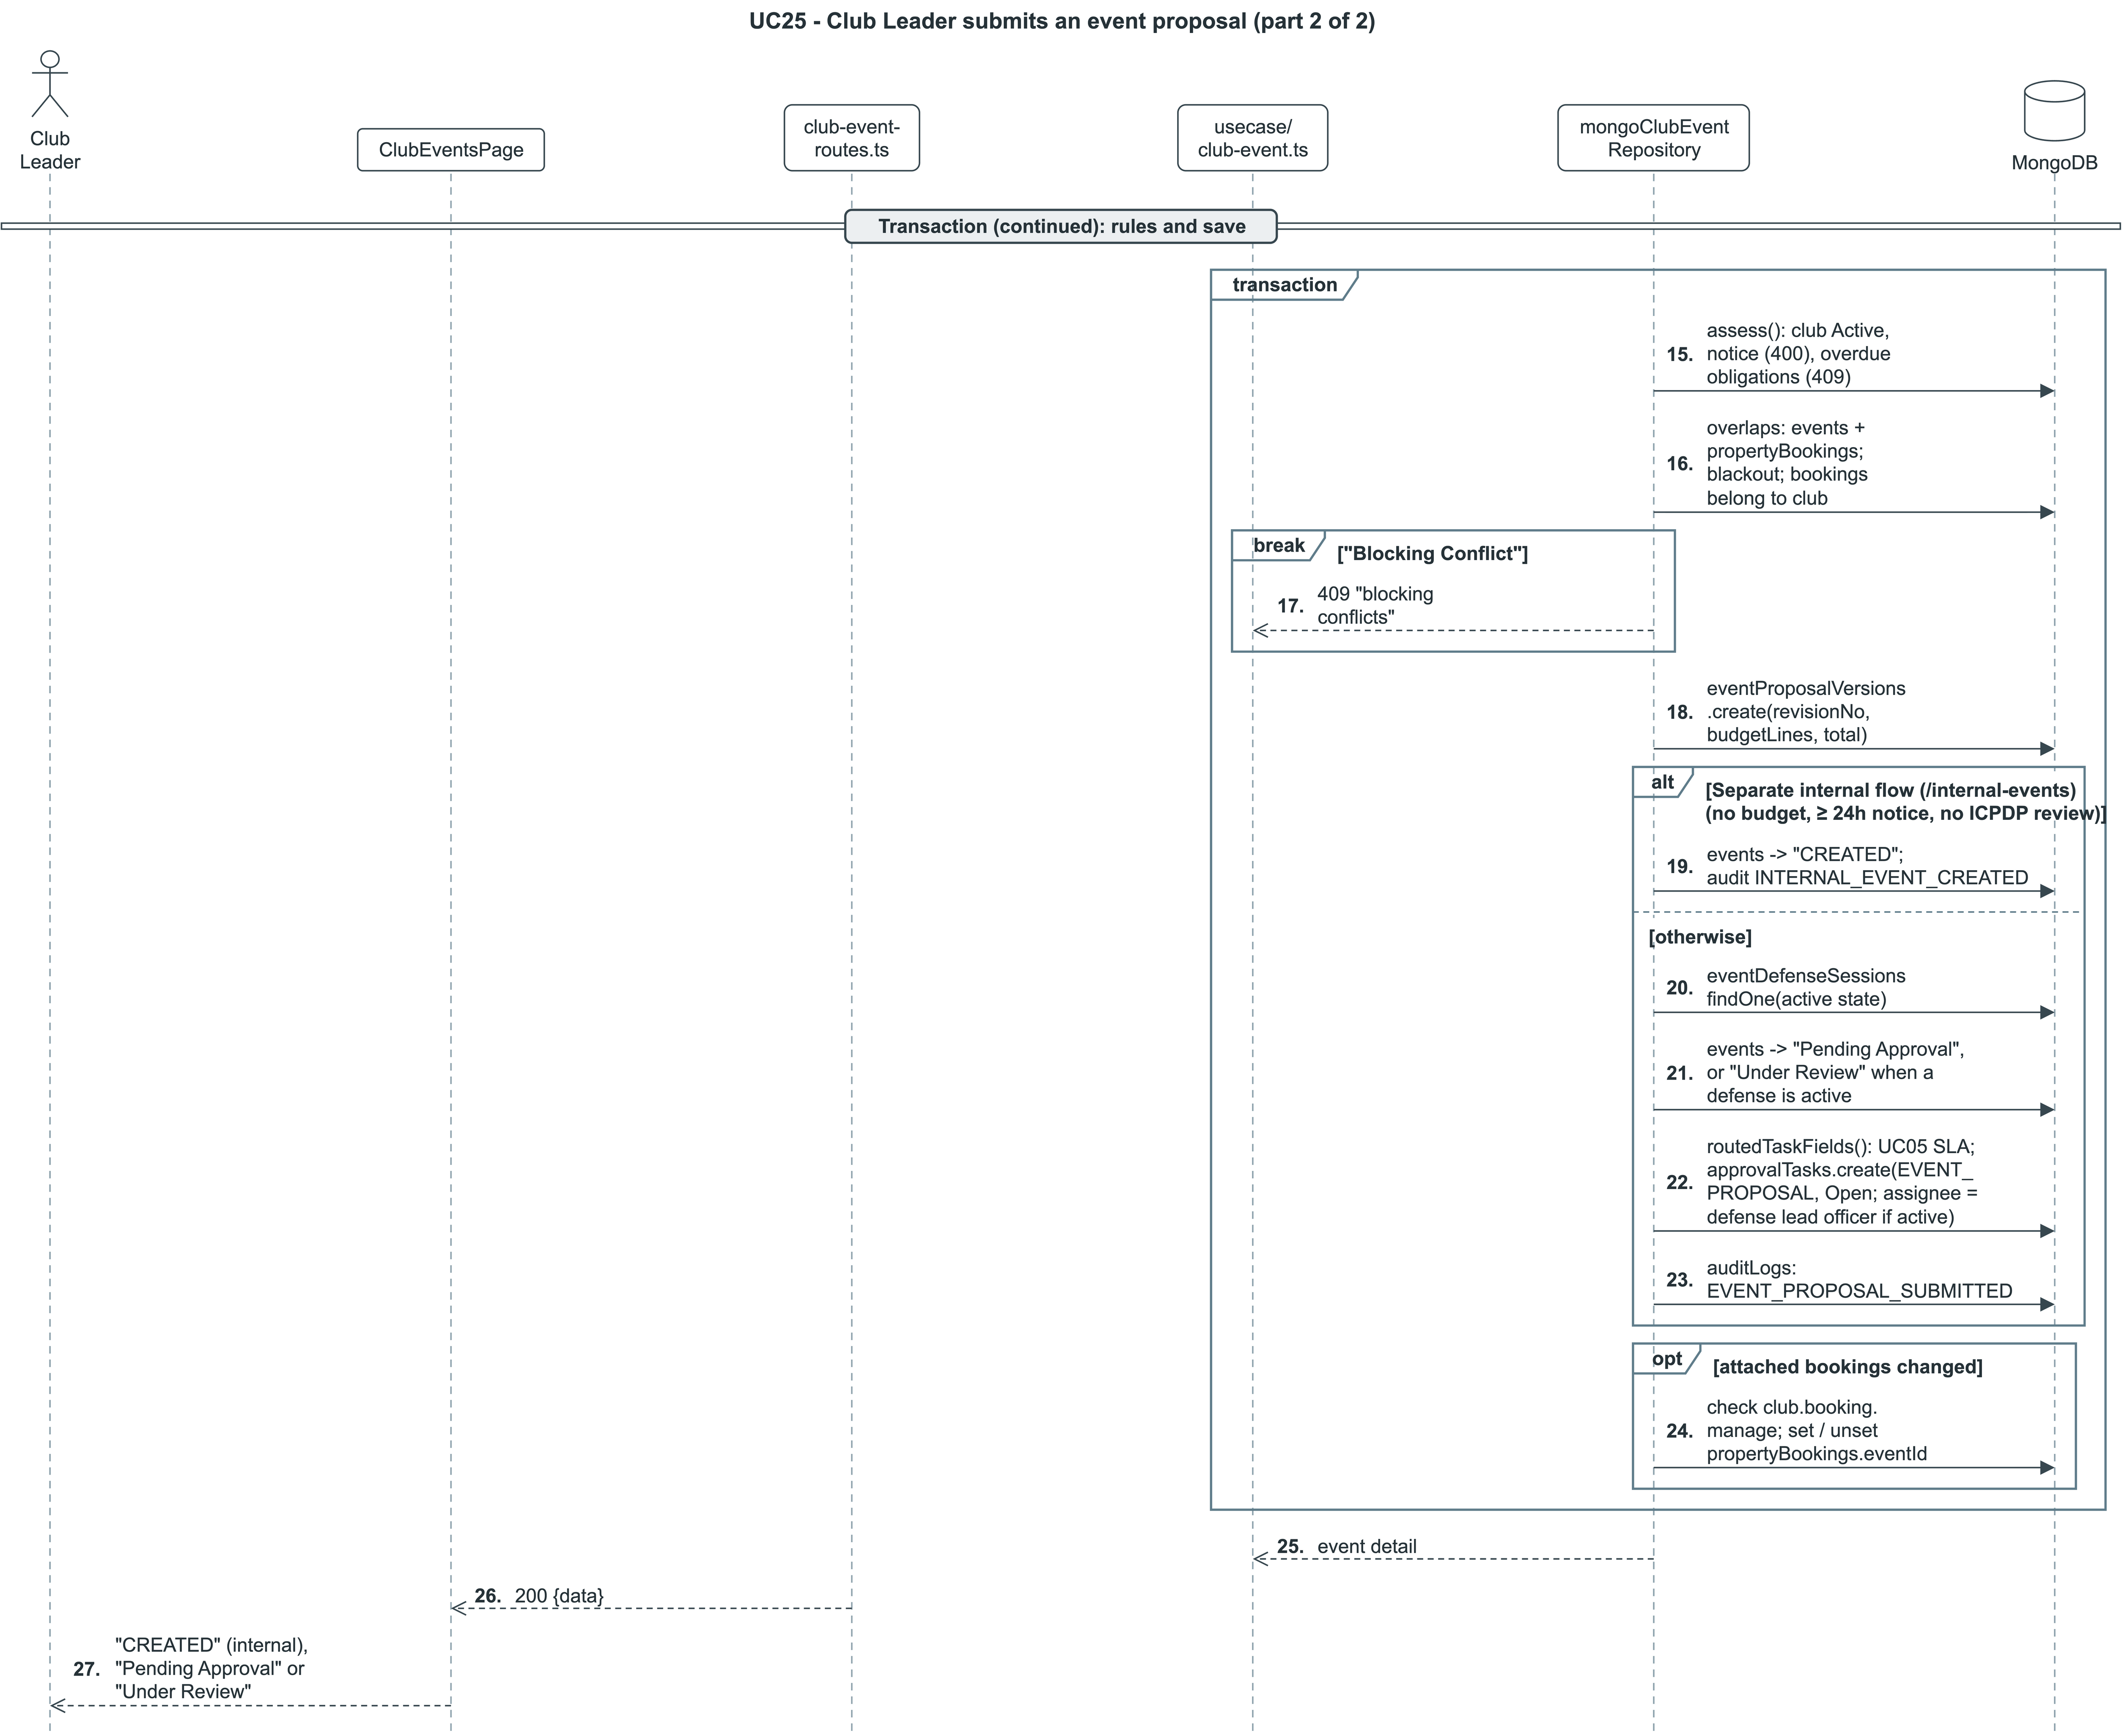 UC25 - Club Leader submits an event proposal (part 2 of 2)
Club
Leader
ClubEventsPage
club-event-
routes.ts
usecase/
club-event.ts
mongoClubEvent
Repository
MongoDB
Transaction (continued): rules and save
transaction
15. assess(): club Active,
notice (400), overdue
obligations (409)
16. overlaps: events +
propertyBookings;
blackout; bookings
belong to club
break ["Blocking Conflict"]
17. 409 "blocking
conflicts"
18. eventProposalVersions
.create(revisionNo,
budgetLines, total)
alt [Separate internal flow (/internal-events)
(no budget, ≥ 24h notice, no ICPDP review)]
19. events -> "CREATED";
audit INTERNAL_EVENT_CREATED
[otherwise]
20. eventDefenseSessions
findOne(active state)
21. events -> "Pending Approval",
or "Under Review" when a
defense is active
22. routedTaskFields(): UC05 SLA;
approvalTasks.create(EVENT_
PROPOSAL, Open; assignee =
defense lead officer if active)
23. auditLogs:
EVENT_PROPOSAL_SUBMITTED
opt [attached bookings changed]
24. check club.booking.
manage; set / unset
propertyBookings.eventId
25. event detail
26. 200 {data}
27. "CREATED" (internal),
"Pending Approval" or
"Under Review"